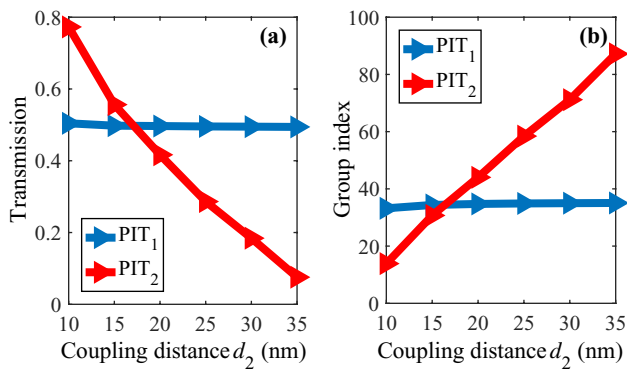 (a)
0.8
0.6
0.4
0.2
0
Transmission
PIT1
PIT2
10 15 20 25 30 35
Coupling distance d2 (nm)
(b)
100
80
60
40
20
0
Group index
PIT1
PIT2
10 15 20 25 30 35
Coupling distance d2 (nm)